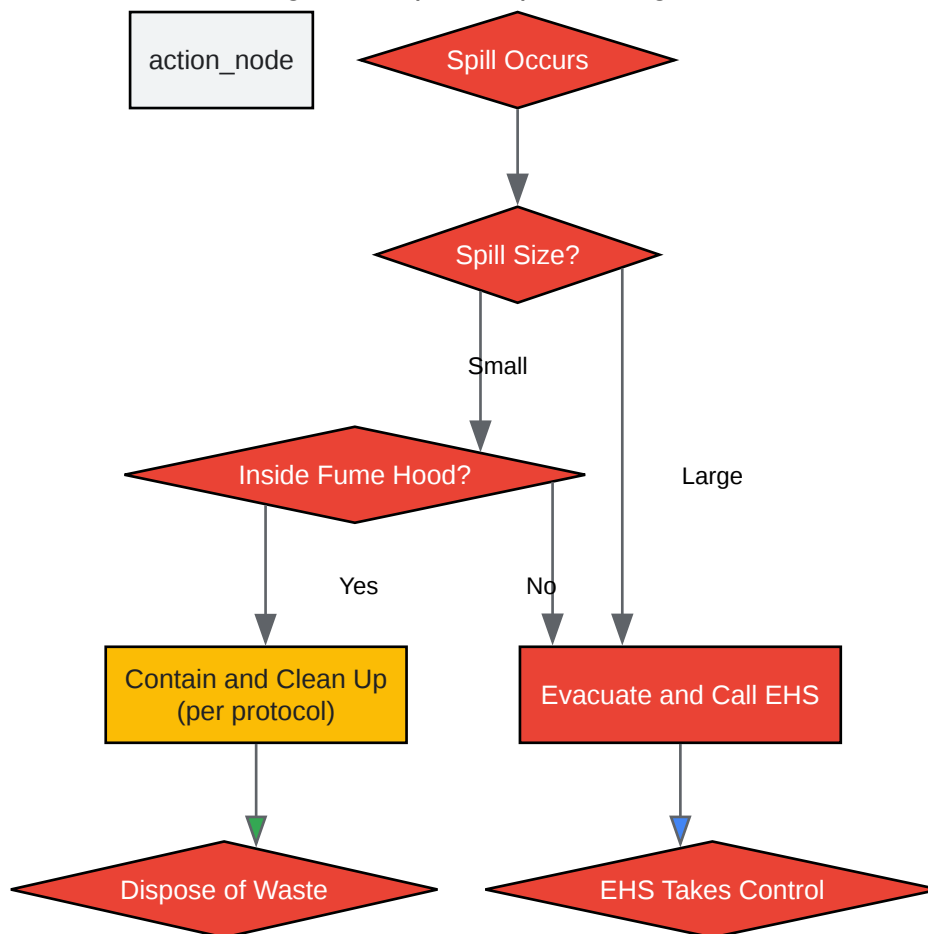 action_node
Spill Occurs
Spill Size?
Small
Inside Fume Hood?
Large
Yes
No
Contain and Clean Up
(per protocol)
Evacuate and Call EHS
Dispose of Waste
EHS Takes Control